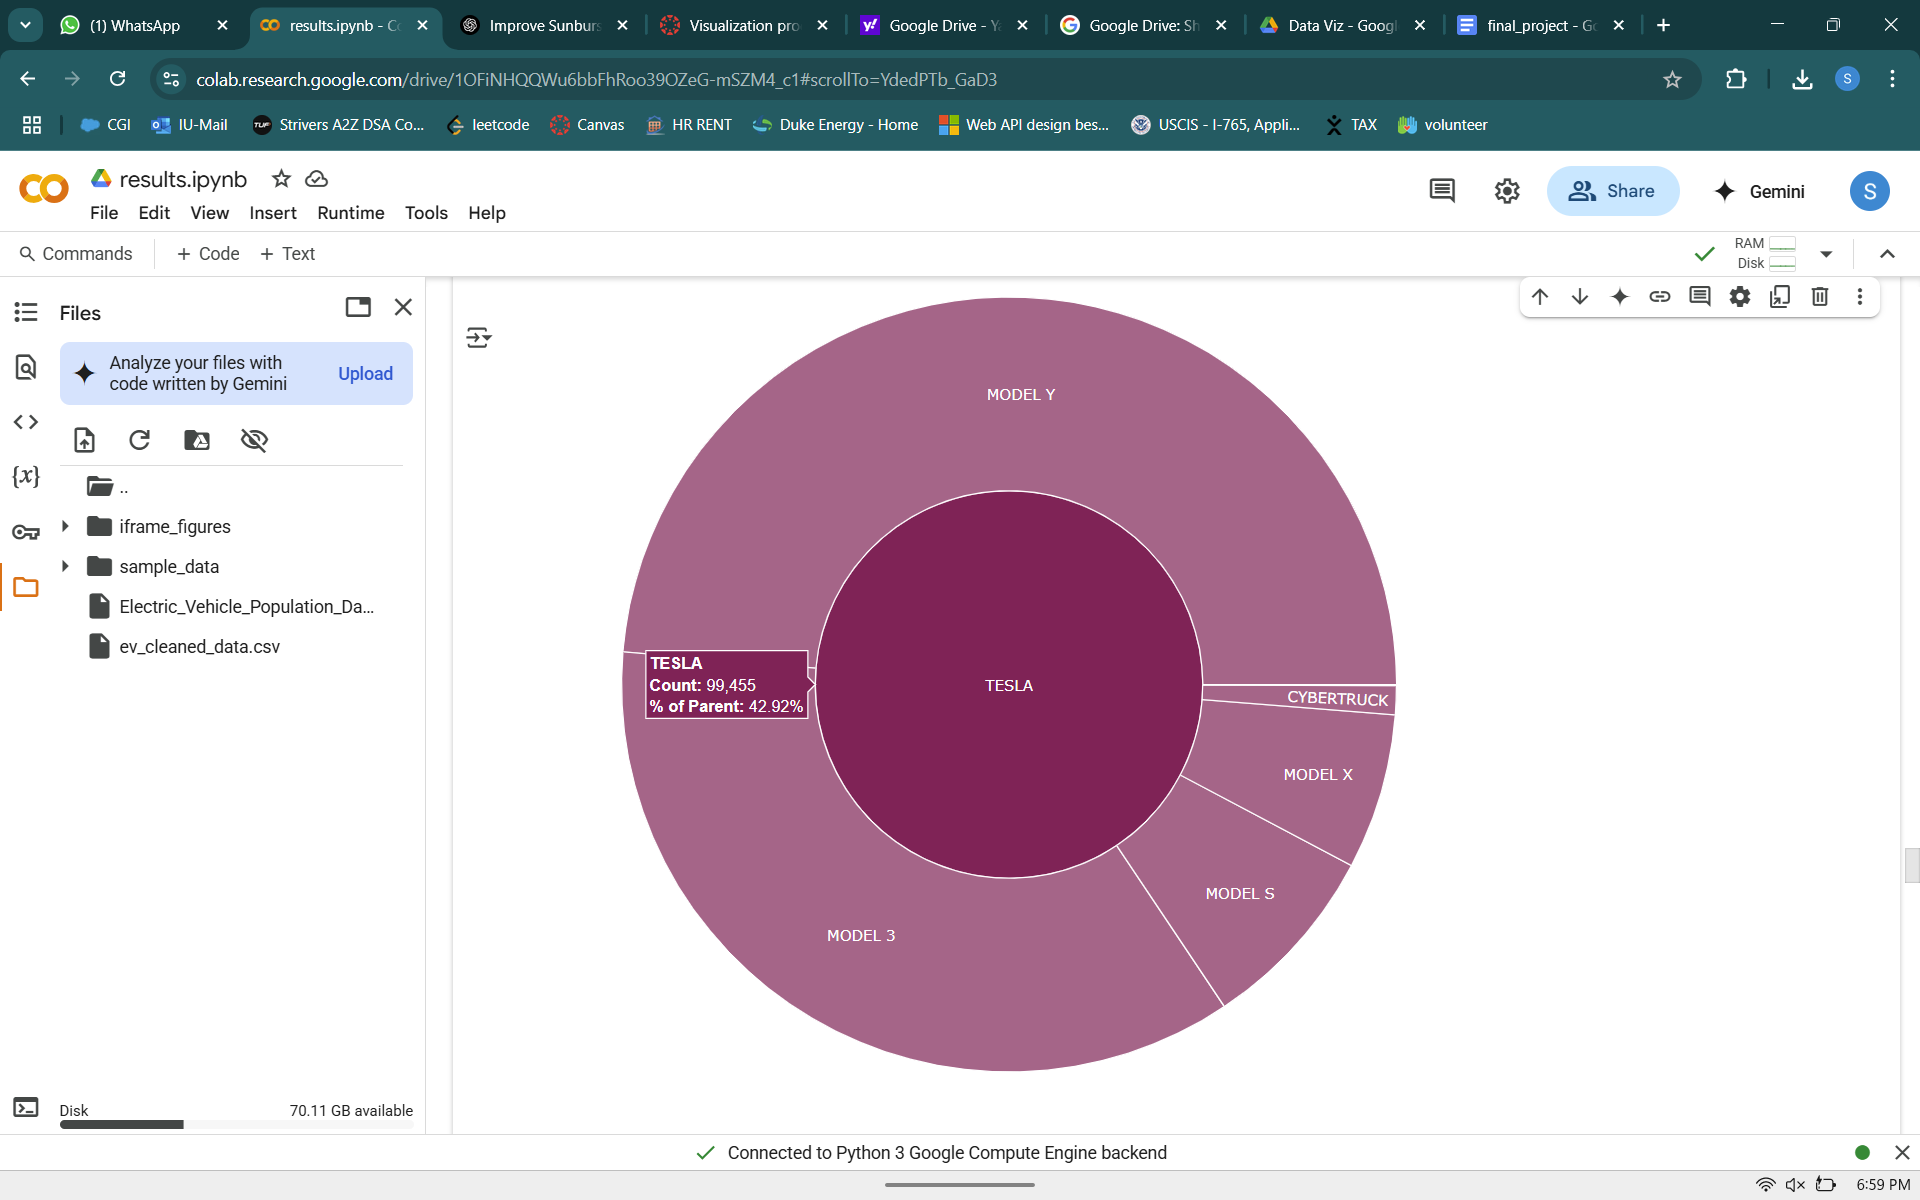 (1) WhatsApp
results.ipynb - Co
Improve Sunburs
Visualization pro
Google Drive - Ya
Google Drive: Sh
Data Viz - Googl
final_project - Go
colab.research.google.com/drive/1OFiNHQQWu6bbFhRoo39OZeG-mSZM4_c1#scrollTo=YdedPTb_GaD3
S
CGI
IU-Mail
Strivers A2Z DSA Co...
leetcode
Canvas
HR RENT
Duke Energy - Home
Web API design bes...
USCIS - I-765, Appli...
TAX
volunteer
results.ipynb
File Edit View Insert Runtime Tools Help
Share
Gemini
S
Commands
+ Code
+ Text
RAM
Disk
Files
Analyze your files with
code written by Gemini
Upload
..
iframe_figures
sample_data
Electric_Vehicle_Population_Da...
ev_cleaned_data.csv
Disk
70.11 GB available
MODEL Y
TESLA
Count: 99,455
% of Parent: 42.92%
TESLA
CYBERTRUCK
MODEL X
MODEL S
MODEL 3
Connected to Python 3 Google Compute Engine backend
6:59 PM